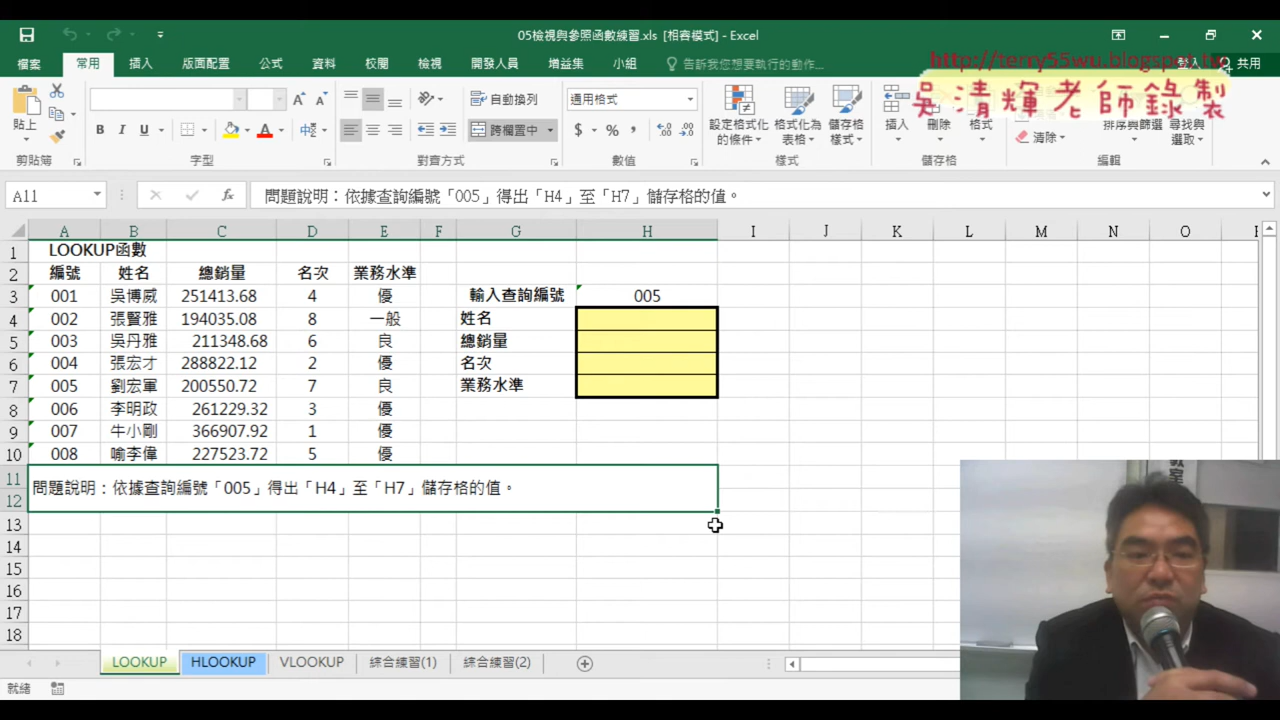 05檢視與參照函數練習.xls [相容模式] - Excel
檔案 常用 插入 版面配置 公式 資料 校閱 檢視 開發人員 增益集 小組 告訴我您想要執行的動作... 登入 共用
http://terry55wu.blogspot.tw
吳清輝老師錄製
貼上 自動換列 通用格式 設定格式化的條件 格式化為表格 儲存格樣式 插入 刪除 格式 排序與篩選 尋找與選取
B I U A 中 跨欄置中 $ % , 清除
剪貼簿 字型 對齊方式 數值 樣式 儲存格 編輯
A11 fx 問題說明：依據查詢編號「005」得出「H4」至「H7」儲存格的值。
A B C D E F G H I J K L M N O
1 LOOKUP函數
2 編號 姓名 總銷量 名次 業務水準
3 001 吳博威 251413.68 4 優 輸入查詢編號 005
4 002 張賢雅 194035.08 8 一般 姓名
5 003 吳丹雅 211348.68 6 良 總銷量
6 004 張宏才 288822.12 2 優 名次
7 005 劉宏軍 200550.72 7 良 業務水準
8 006 李明政 261229.32 3 優
9 007 牛小剛 366907.92 1 優
10 008 喻李偉 227523.72 5 優
11
12 問題說明：依據查詢編號「005」得出「H4」至「H7」儲存格的值。
13
14
15
16
17
18
LOOKUP HLOOKUP VLOOKUP 綜合練習(1) 綜合練習(2)
就緒